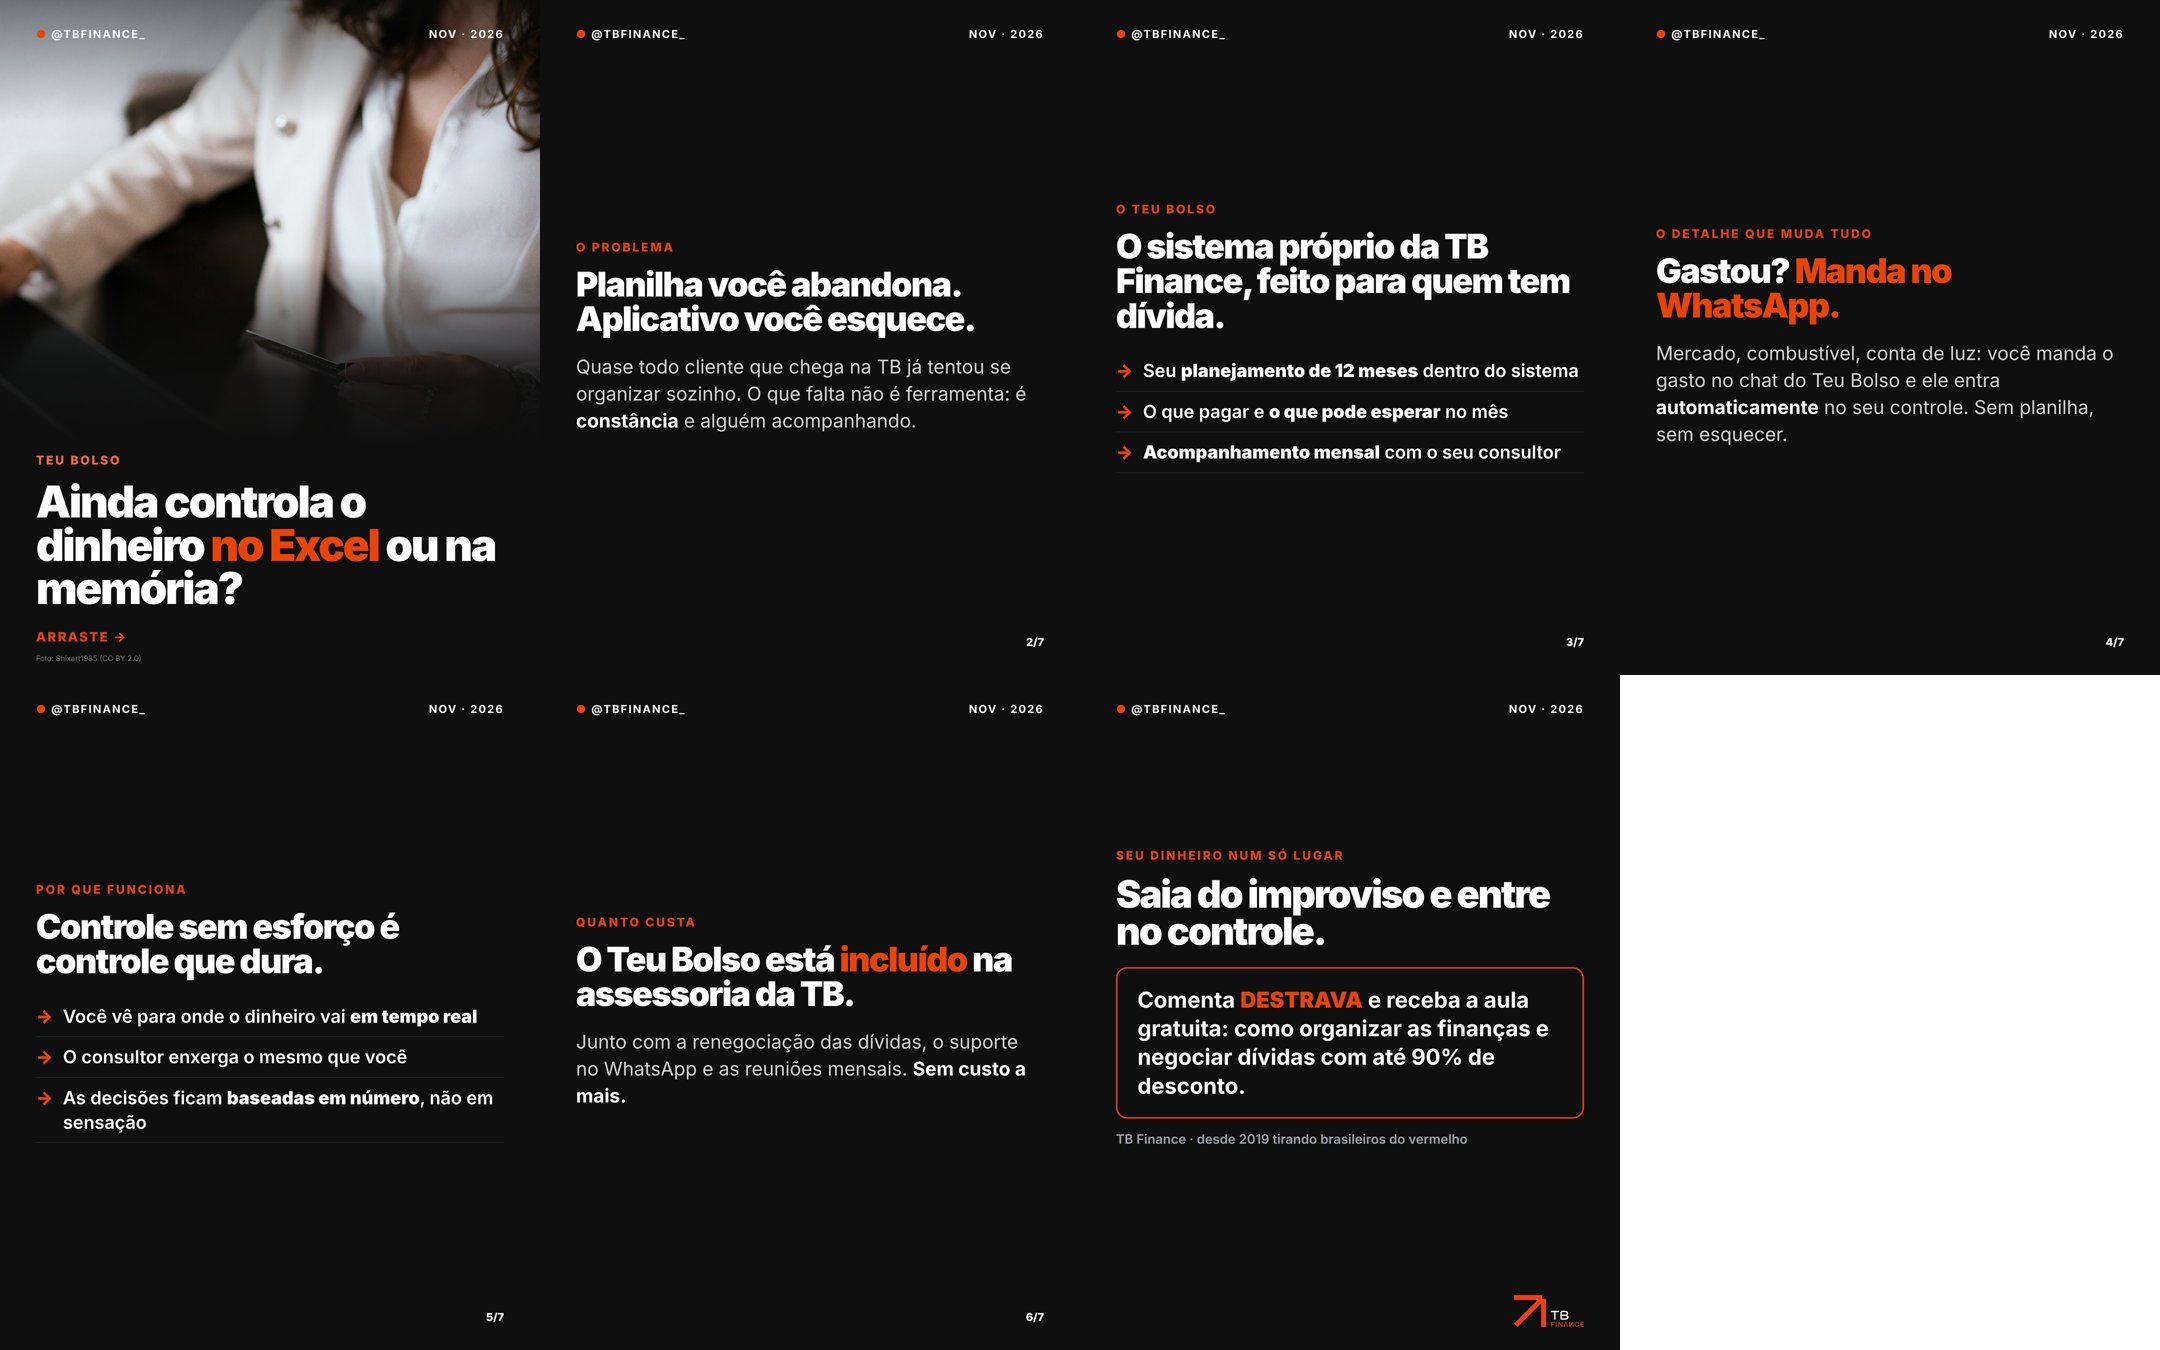 @TBFINANCE_
NOV · 2026
TEU BOLSO
Ainda controla o
dinheiro no Excel ou na
memória?
ARRASTE →
Foto: Shixart1985 (CC BY 2.0)
@TBFINANCE_
NOV · 2026
O PROBLEMA
Planilha você abandona.
Aplicativo você esquece.
Quase todo cliente que chega na TB já tentou se
organizar sozinho. O que falta não é ferramenta: é
constância e alguém acompanhando.
2/7
@TBFINANCE_
NOV · 2026
O TEU BOLSO
O sistema próprio da TB
Finance, feito para quem tem
dívida.
→ Seu planejamento de 12 meses dentro do sistema
→ O que pagar e o que pode esperar no mês
→ Acompanhamento mensal com o seu consultor
3/7
@TBFINANCE_
NOV · 2026
O DETALHE QUE MUDA TUDO
Gastou? Manda no
WhatsApp.
Mercado, combustível, conta de luz: você manda o
gasto no chat do Teu Bolso e ele entra
automaticamente no seu controle. Sem planilha,
sem esquecer.
4/7
@TBFINANCE_
NOV · 2026
POR QUE FUNCIONA
Controle sem esforço é
controle que dura.
→ Você vê para onde o dinheiro vai em tempo real
→ O consultor enxerga o mesmo que você
→ As decisões ficam baseadas em número, não em
sensação
5/7
@TBFINANCE_
NOV · 2026
QUANTO CUSTA
O Teu Bolso está incluído na
assessoria da TB.
Junto com a renegociação das dívidas, o suporte
no WhatsApp e as reuniões mensais. Sem custo a
mais.
6/7
@TBFINANCE_
NOV · 2026
SEU DINHEIRO NUM SÓ LUGAR
Saia do improviso e entre
no controle.
Comenta DESTRAVA e receba a aula
gratuita: como organizar as finanças e
negociar dívidas com até 90% de
desconto.
TB Finance · desde 2019 tirando brasileiros do vermelho
TB
FINANCE